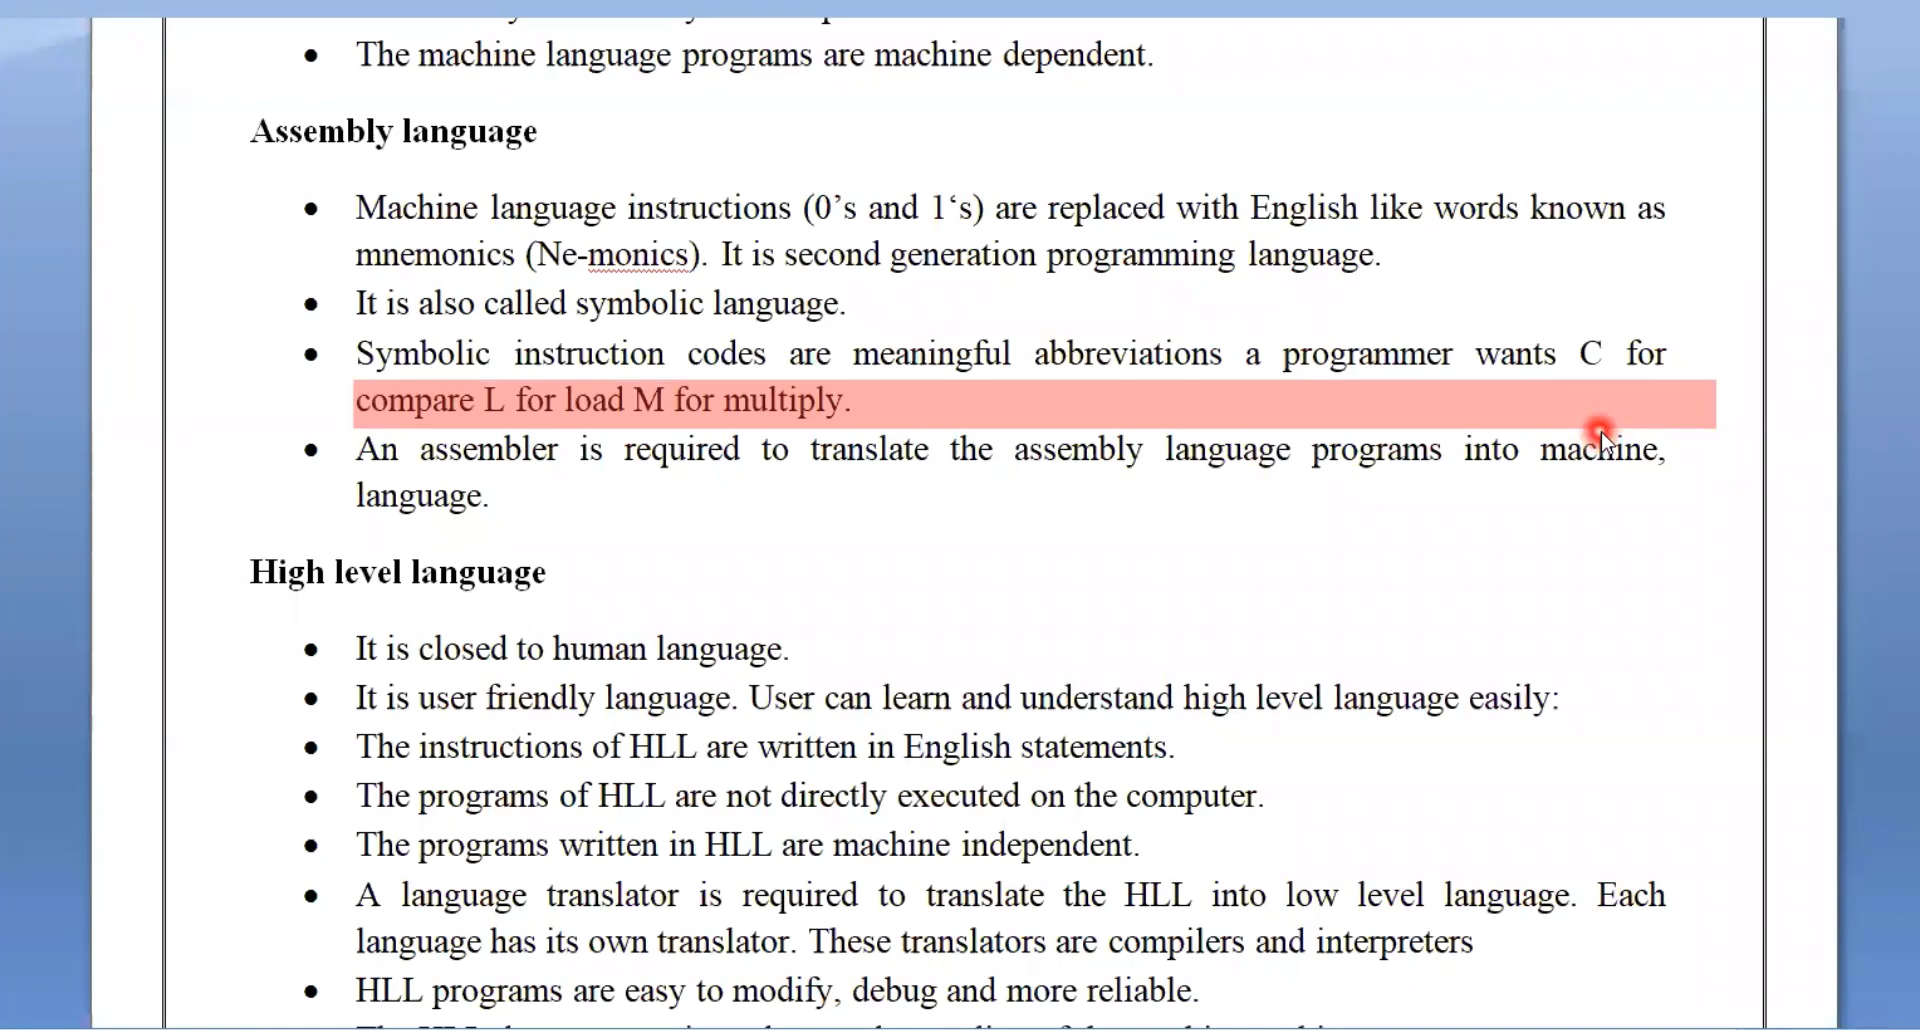 • The machine language programs are machine dependent.
Assembly language
• Machine language instructions (0’s and 1‘s) are replaced with English like words known as
mnemonics (Ne-monics). It is second generation programming language.
• It is also called symbolic language.
• Symbolic instruction codes are meaningful abbreviations a programmer wants C for
compare L for load M for multiply.
• An assembler is required to translate the assembly language programs into machine,
language.
High level language
• It is closed to human language.
• It is user friendly language. User can learn and understand high level language easily:
• The instructions of HLL are written in English statements.
• The programs of HLL are not directly executed on the computer.
• The programs written in HLL are machine independent.
• A language translator is required to translate the HLL into low level language. Each
language has its own translator. These translators are compilers and interpreters
• HLL programs are easy to modify, debug and more reliable.